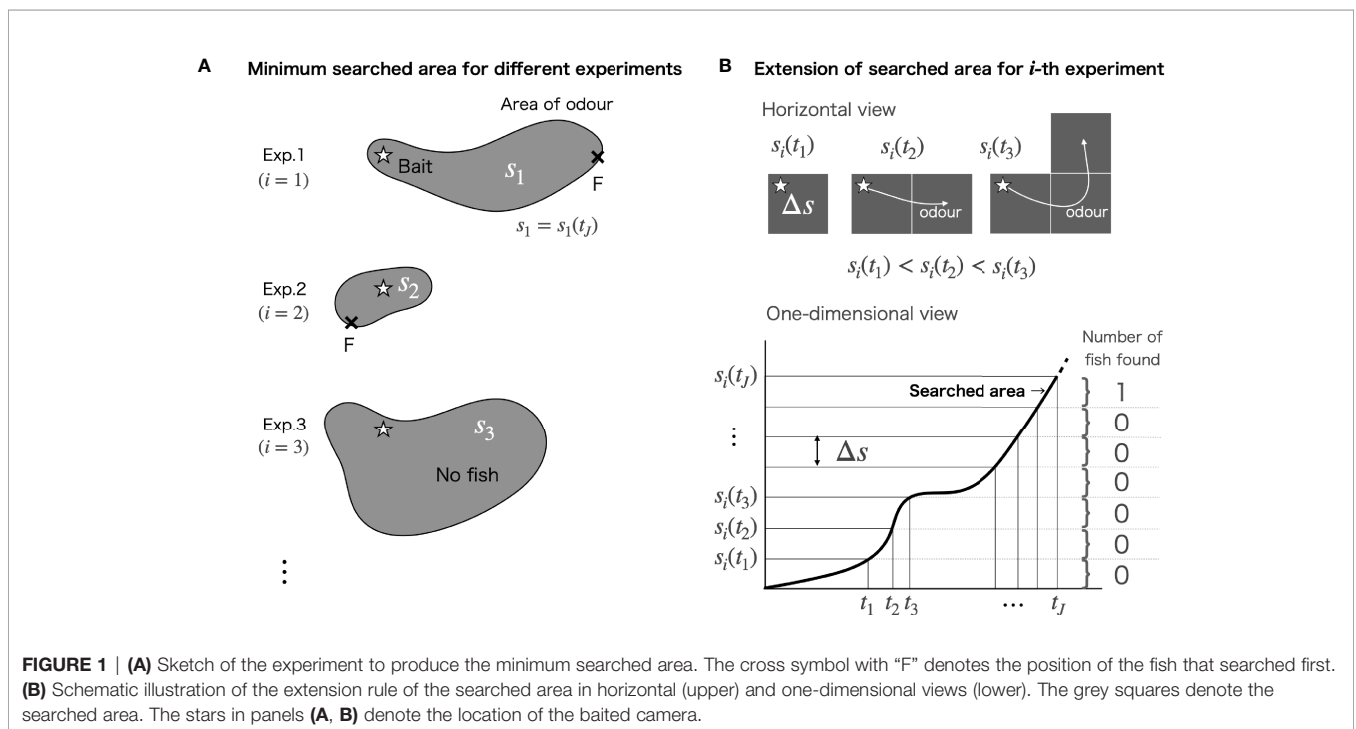 A Minimum searched area for different experiments
Area of odour
Exp.1
(i = 1)
Bait
s₁
F
s₁ = s₁(t_J)
Exp.2
(i = 2)
s₂
F
Exp.3
(i = 3)
s₃
No fish
⋮
B Extension of searched area for i-th experiment
Horizontal view
sᵢ(t₁) sᵢ(t₂) sᵢ(t₃)
Δs
odour
odour
sᵢ(t₁) < sᵢ(t₂) < sᵢ(t₃)
One-dimensional view
Number of
fish found
sᵢ(t_J)
Searched area →
1
0
⋮
Δs
0
0
sᵢ(t₃)
0
sᵢ(t₂)
0
sᵢ(t₁)
0
t₁ t₂ t₃ ⋯ t_J
FIGURE 1 | (A) Sketch of the experiment to produce the minimum searched area. The cross symbol with “F” denotes the position of the fish that searched first.
(B) Schematic illustration of the extension rule of the searched area in horizontal (upper) and one-dimensional views (lower). The grey squares denote the
searched area. The stars in panels (A, B) denote the location of the baited camera.